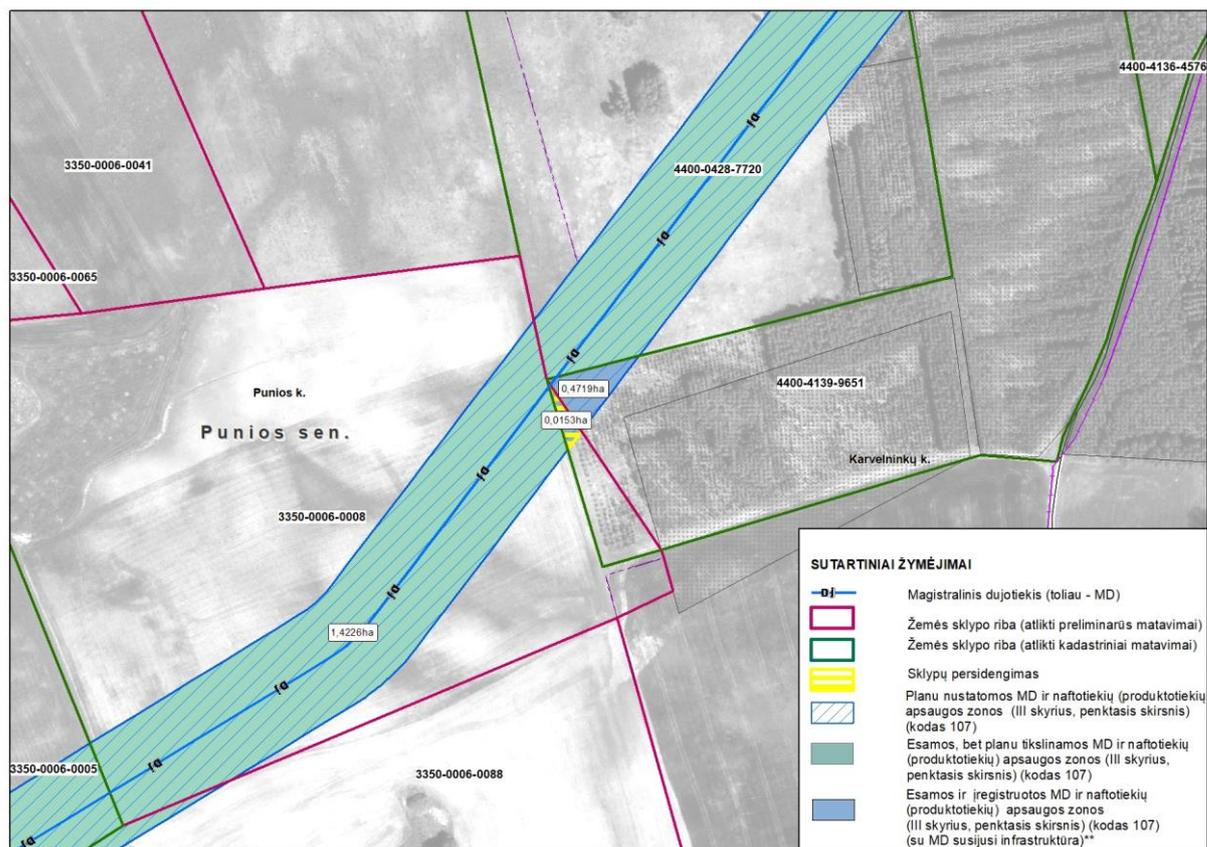 4400-4136-4576
3350-0006-0041
4400-0428-7720
3350-0006-0065
0,4719ha
4400-4139-9651
Punios k.
0,0153ha
Punios sen.
Karvelninkų k.
3350-0006-0008
1,4226ha
3350-0006-0005
3350-0006-0088
SUTARTINIAI ŽYMĖJIMAI
Magistralinis dujotiekis (toliau - MD)
Žemės sklypo riba (atlikti preliminarūs matavimai)
Žemės sklypo riba (atlikti kadastriniai matavimai)
Sklypų persidengimas
Planu nustatomos MD ir naftotiekių (produktotiekių)
apsaugos zonos (III skyrius, penktasis skirsnis)
(kodas 107)
Esamos, bet planu tikslinamos MD ir naftotiekių
(produktotiekių) apsaugos zonos (III skyrius,
penktasis skirsnis) (kodas 107)
Esamos ir įregistruotos MD ir naftotiekių
(produktotiekių) apsaugos zonos
(III skyrius, penktasis skirsnis) (kodas 107)
(su MD susijusi infrastruktūra)**